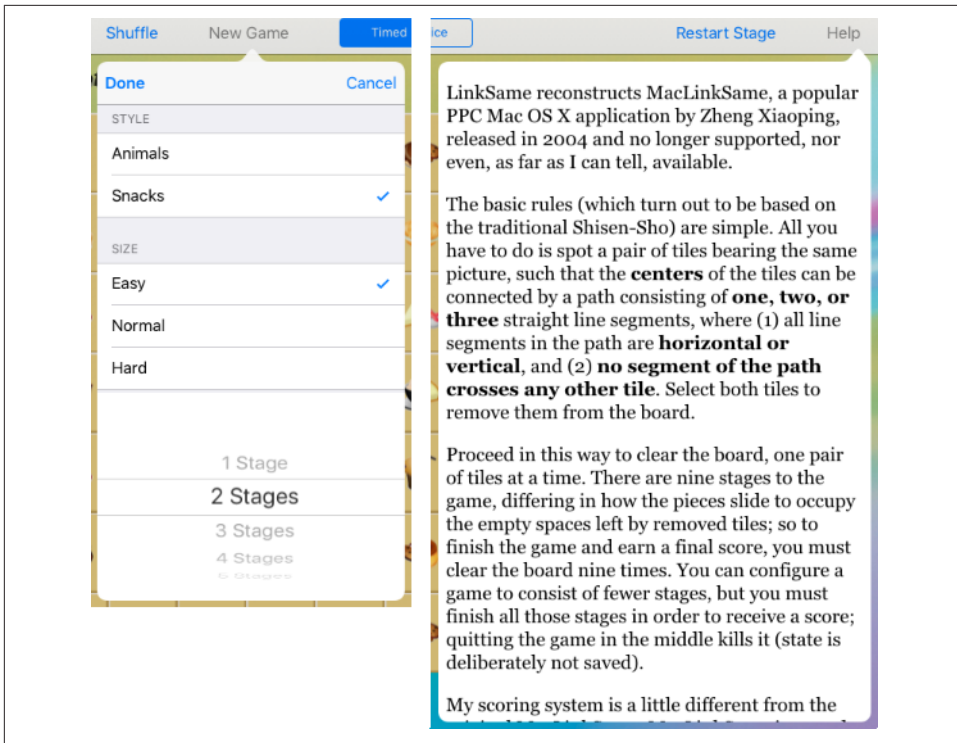 Shuffle New Game Timed
Done Cancel
STYLE
Animals
Snacks
SIZE
Easy
Normal
Hard
1 Stage
2 Stages
3 Stages
4 Stages
ice Restart Stage Help
LinkSame reconstructs MacLinkSame, a popular
PPC Mac OS X application by Zheng Xiaoping,
released in 2004 and no longer supported, nor
even, as far as I can tell, available.
The basic rules (which turn out to be based on
the traditional Shisen-Sho) are simple. All you
have to do is spot a pair of tiles bearing the same
picture, such that the centers of the tiles can be
connected by a path consisting of one, two, or
three straight line segments, where (1) all line
segments in the path are horizontal or
vertical, and (2) no segment of the path
crosses any other tile. Select both tiles to
remove them from the board.
Proceed in this way to clear the board, one pair
of tiles at a time. There are nine stages to the
game, differing in how the pieces slide to occupy
the empty spaces left by removed tiles; so to
finish the game and earn a final score, you must
clear the board nine times. You can configure a
game to consist of fewer stages, but you must
finish all those stages in order to receive a score;
quitting the game in the middle kills it (state is
deliberately not saved).
My scoring system is a little different from the